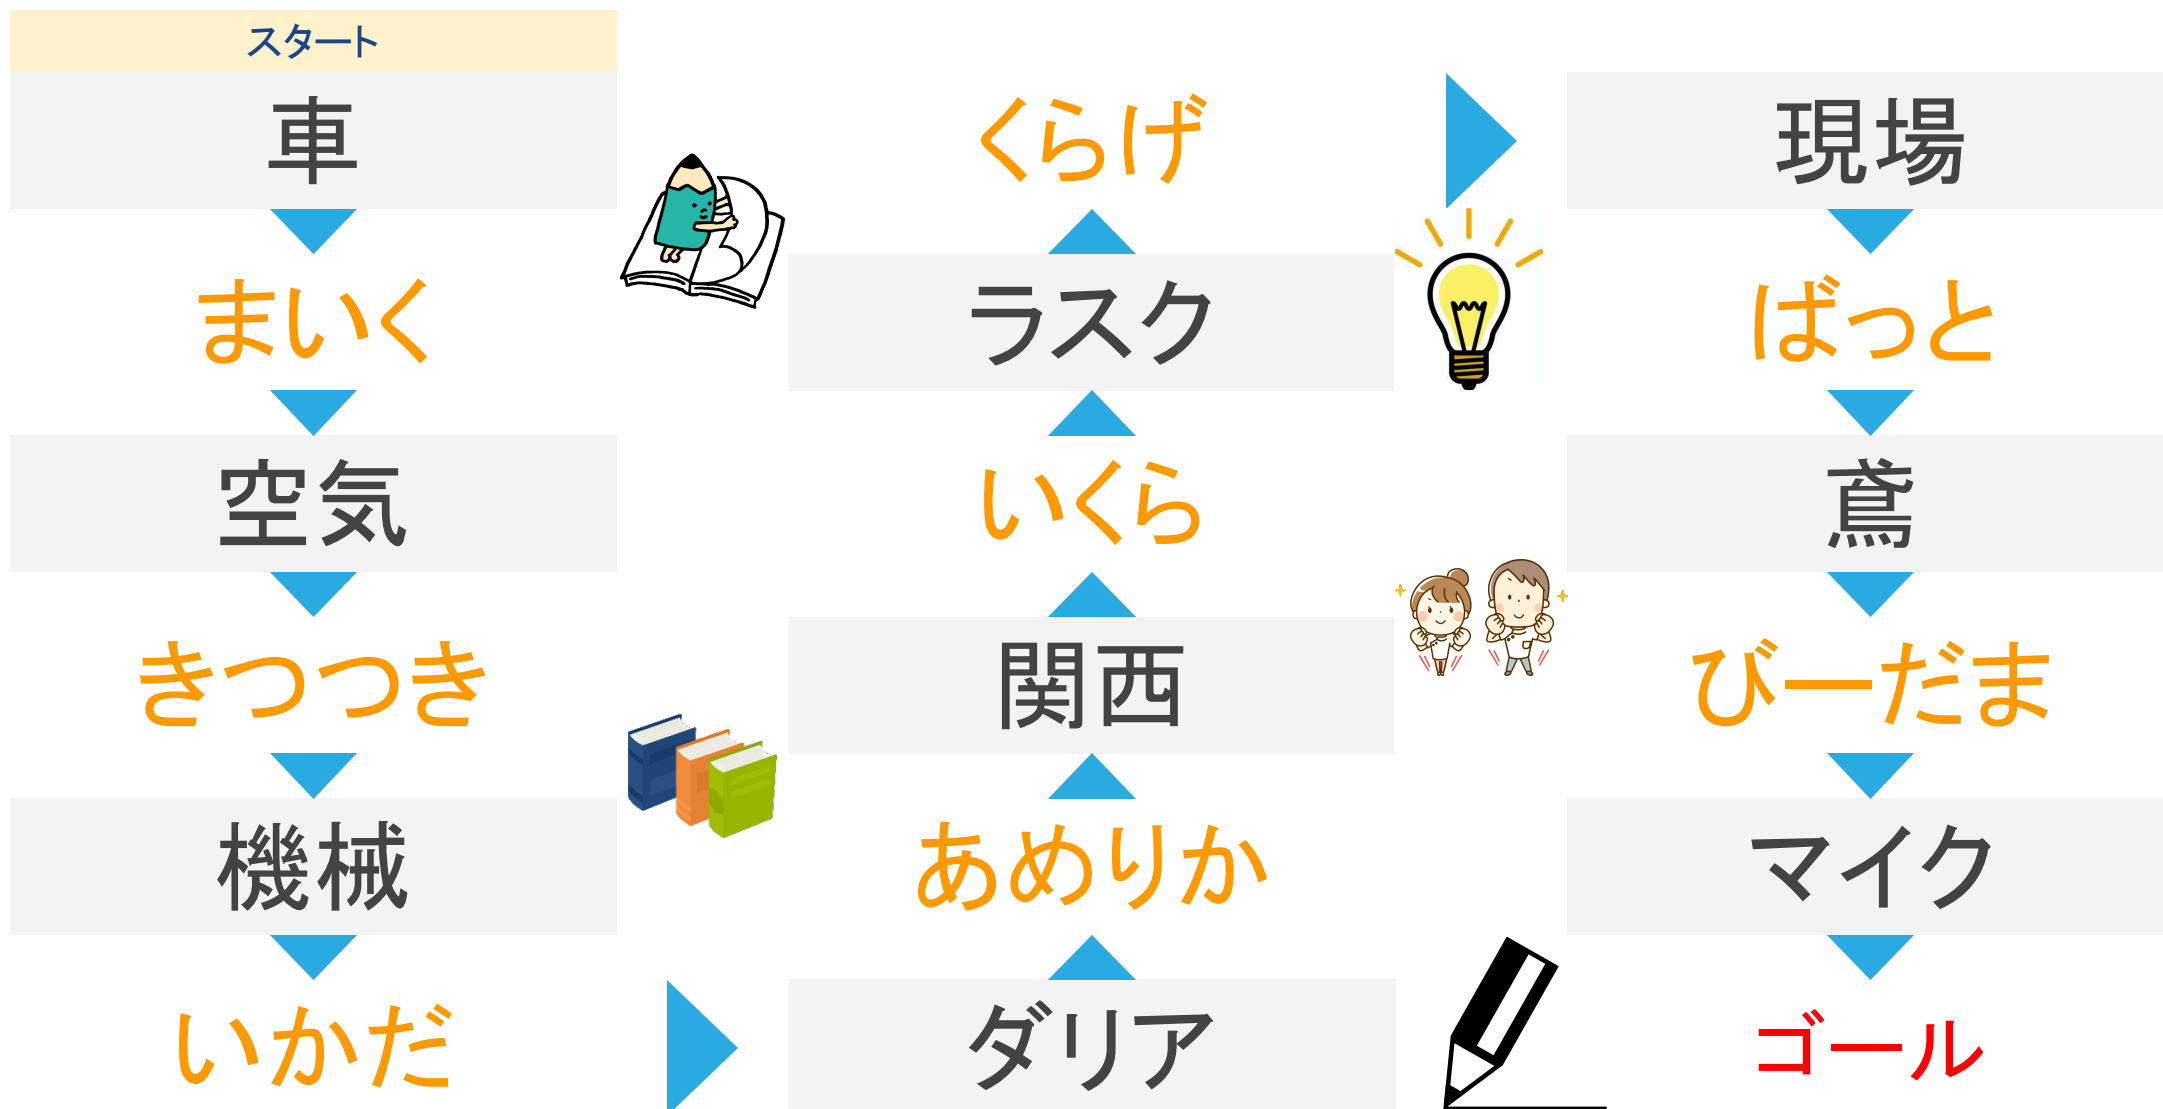 スタート
車
まいく
空気
きつつき
機械
いかだ
ダリア
あめりか
関西
いくら
ラスク
くらげ
現場
ばっと
鳶
びーだま
マイク
ゴール